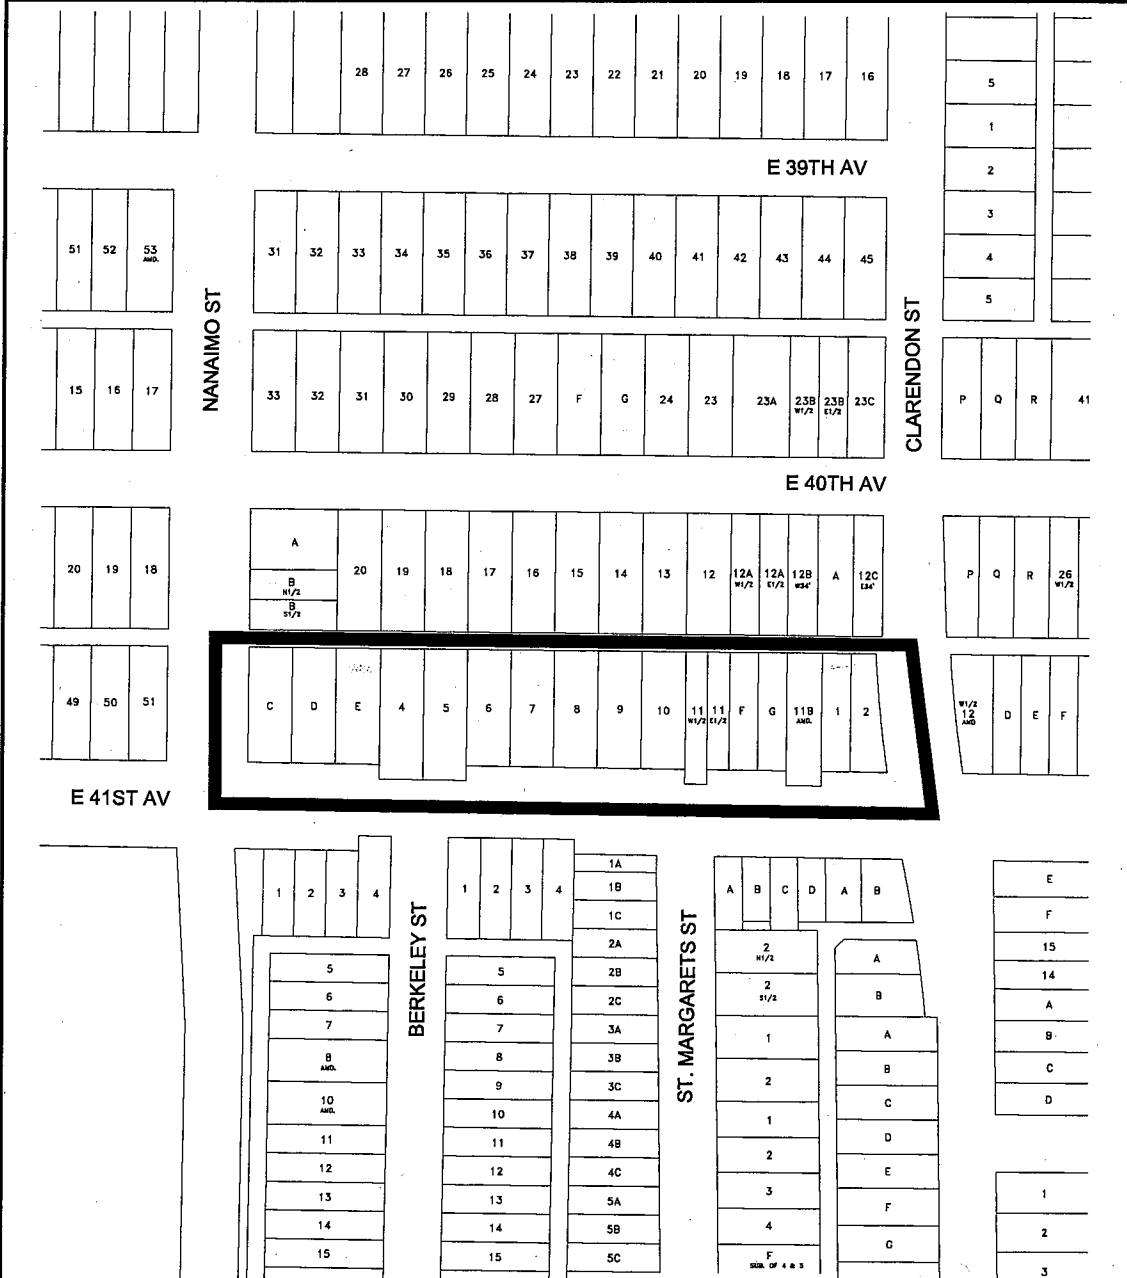 28 27 26 25 24 23 22 21 20 19 18 17 16
5
1
2
3
4
5
E 39TH AV
51 52 53
AMD.
31 32 33 34 35 36 37 38 39 40 41 42 43 44 45
NANAIMO ST
CLARENDON ST
15 16 17
33 32 31 30 29 28 27 F G 24 23 23A 23B 23B 23C
W1/2 E1/2
P Q R 41
E 40TH AV
20 19 18
A
B
N1/2
B
S1/2
20 19 18 17 16 15 14 13 12 12A 12A 12B A 12C
W1/2 E1/2 W34' E34'
P Q R 26
W1/2
49 50 51
C D E 4 5 6 7 8 9 10 11 11 F G 11B 1 2
W1/2 E1/2 AMD.
W1/2
12
AMD
D E F
E 41ST AV
1 2 3 4
5
6
7
8
AMD.
10
AMD.
11
12
13
14
15
BERKELEY ST
1 2 3 4
5
6
7
8
9
10
11
12
13
14
15
1A
1B
1C
2A
2B
2C
3A
3B
3C
4A
4B
4C
5A
5B
5C
ST. MARGARETS ST
A B C D A B
2
N1/2
2
S1/2
1
2
1
2
3
4
F
SUB. OF 4 & 5
A
B
A
B
C
D
E
F
G
E
F
15
14
A
B
C
D
1
2
3